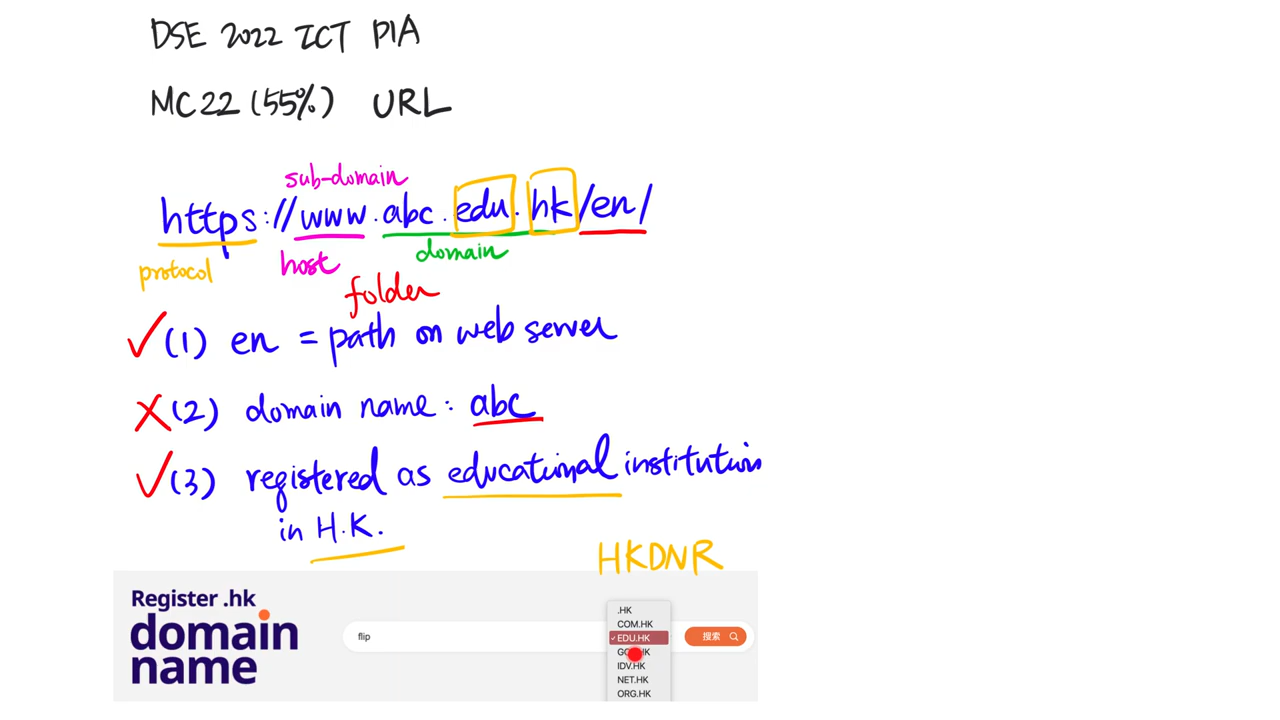 DSE 2022 ICT P1A
MC22 (55%) URL
sub-domain
https://www.abc.edu.hk/en/
protocol host domain
folder
✓(1) en = path on web server
✗(2) domain name: abc
✓(3) registered as educational institution
in H.K.
HKDNR
Register .hk
domain
name
flip
.HK
COM.HK
✓ EDU.HK
IDV.HK
NET.HK
ORG.HK
搜索